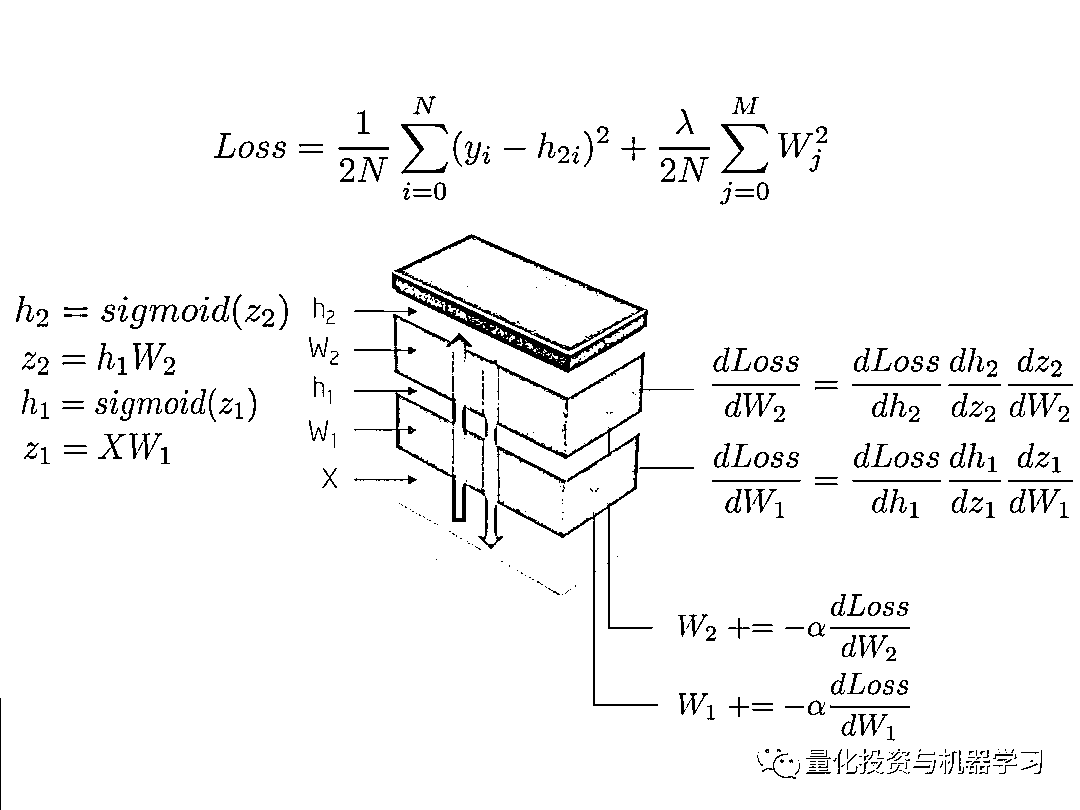 Loss = \frac{1}{2N} \sum_{i=0}^{N} (y_i - h_{2i})^2 + \frac{\lambda}{2N} \sum_{j=0}^{M} W_j^2
h_2 = sigmoid(z_2)
z_2 = h_1W_2
h_1 = sigmoid(z_1)
z_1 = XW_1
h_2
W_2
h_1
W_1
X
\frac{dLoss}{dW_2} = \frac{dLoss}{dh_2} \frac{dh_2}{dz_2} \frac{dz_2}{dW_2}
\frac{dLoss}{dW_1} = \frac{dLoss}{dh_1} \frac{dh_1}{dz_1} \frac{dz_1}{dW_1}
W_2 += -\alpha \frac{dLoss}{dW_2}
W_1 += -\alpha \frac{dLoss}{dW_1}
量化投资与机器学习